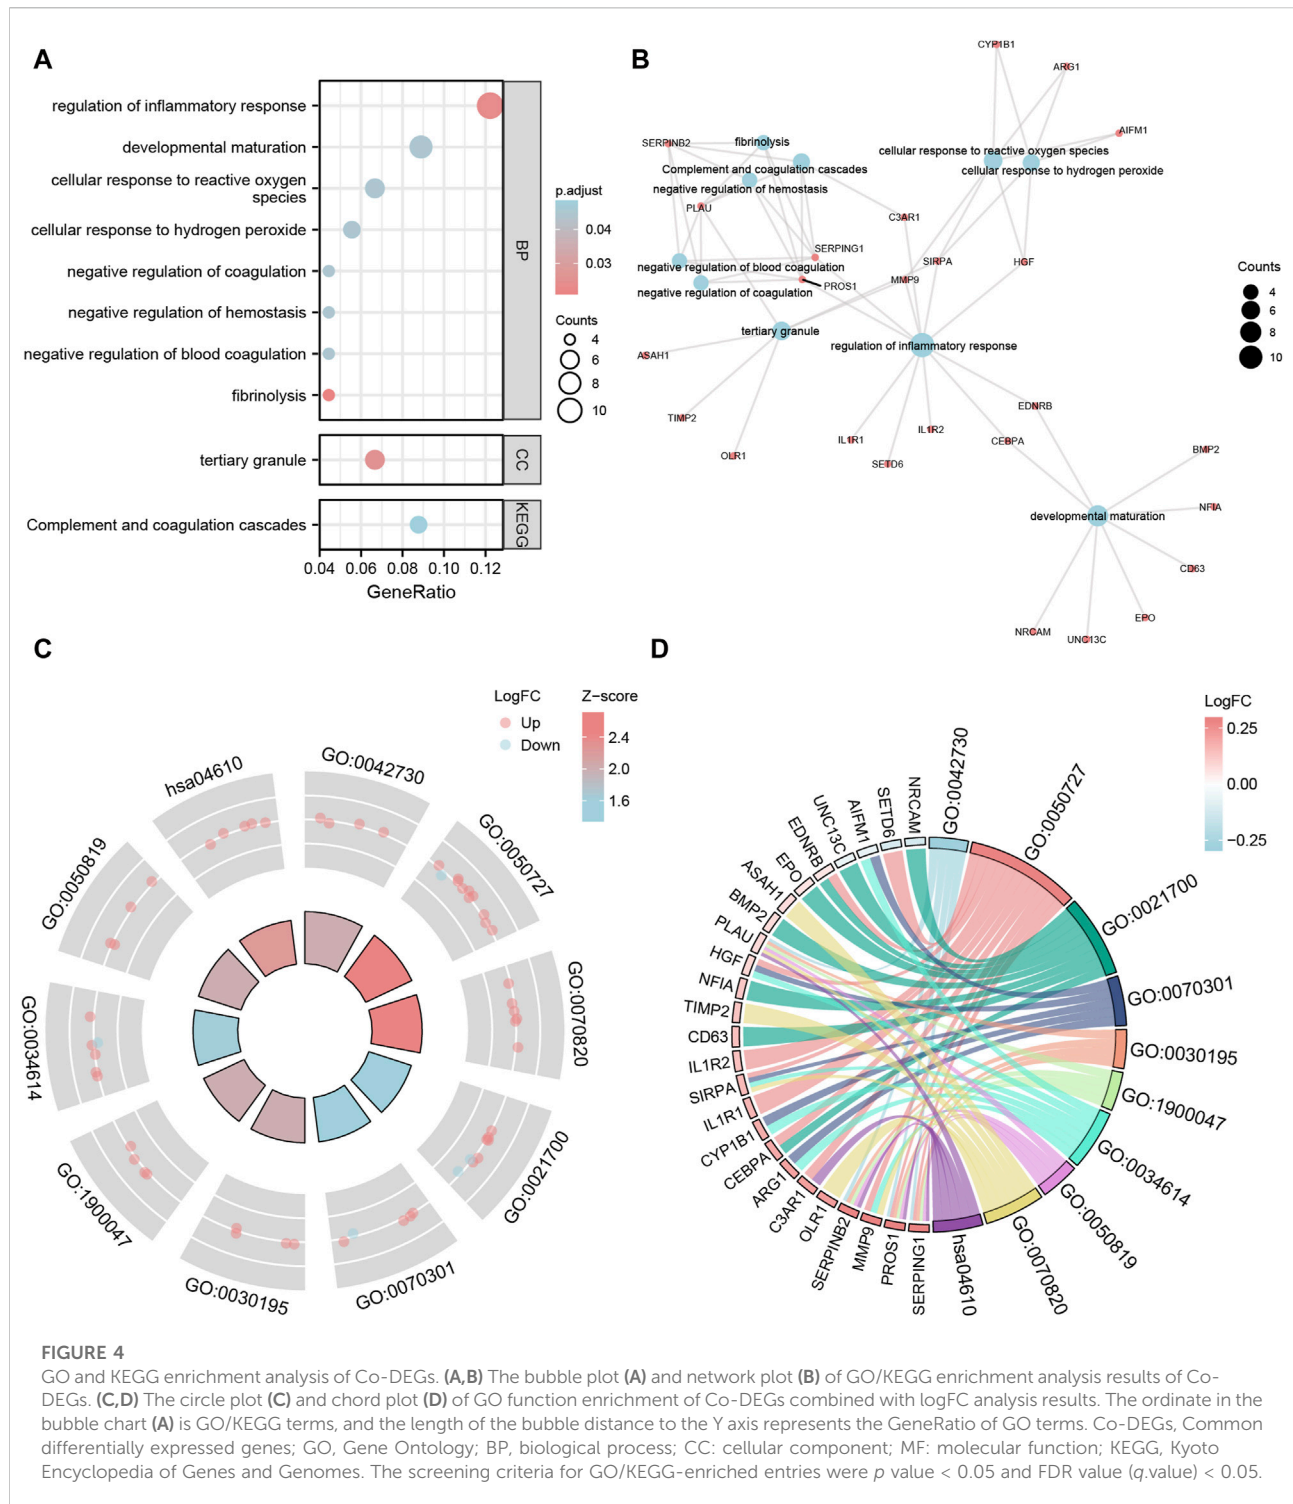 A
regulation of inflammatory response
developmental maturation
cellular response to reactive oxygen
species
cellular response to hydrogen peroxide
negative regulation of coagulation
negative regulation of hemostasis
negative regulation of blood coagulation
fibrinolysis
tertiary granule
Complement and coagulation cascades
BP
CC
KEGG
0.04 0.06 0.08 0.10 0.12
GeneRatio
p.adjust
0.04
0.03
Counts
4
6
8
10
B
CYP1B1
ARG1
AIFM1
SERPINB2
fibrinolysis
cellular response to reactive oxygen species
Complement and coagulation cascades
cellular response to hydrogen peroxide
negative regulation of hemostasis
PLAU
C3AR1
SERPING1
SIRPA
HGF
negative regulation of blood coagulation
MMP9
PROS1
negative regulation of coagulation
tertiary granule
regulation of inflammatory response
ASAH1
TIMP2
OLR1
IL1R1
IL1R2
SETD6
EDNRB
CEBPA
BMP2
NFIA
developmental maturation
CD63
EPO
NRCAM
UNC13C
Counts
4
6
8
10
C
LogFC
Up
Down
Z-score
2.4
2.0
1.6
hsa04610
GO:0042730
GO:0050727
GO:0070820
GO:0021700
GO:0070301
GO:0030195
GO:1900047
GO:0034614
GO:0050819
D
LogFC
0.25
0.00
−0.25
GO:0042730
GO:0050727
GO:0021700
GO:0070301
GO:0030195
GO:1900047
GO:0034614
GO:0050819
GO:0070820
hsa04610
NRCAM
SETD6
AIFM1
UNC13C
EDNRB
EPO
ASAH1
BMP2
PLAU
HGF
NFIA
TIMP2
CD63
IL1R2
SIRPA
IL1R1
CYP1B1
CEBPA
ARG1
C3AR1
OLR1
SERPINB2
MMP9
PROS1
SERPING1
FIGURE 4
GO and KEGG enrichment analysis of Co-DEGs. (A,B) The bubble plot (A) and network plot (B) of GO/KEGG enrichment analysis results of Co-
DEGs. (C,D) The circle plot (C) and chord plot (D) of GO function enrichment of Co-DEGs combined with logFC analysis results. The ordinate in the
bubble chart (A) is GO/KEGG terms, and the length of the bubble distance to the Y axis represents the GeneRatio of GO terms. Co-DEGs, Common
differentially expressed genes; GO, Gene Ontology; BP, biological process; CC: cellular component; MF: molecular function; KEGG, Kyoto
Encyclopedia of Genes and Genomes. The screening criteria for GO/KEGG-enriched entries were p value < 0.05 and FDR value (q.value) < 0.05.